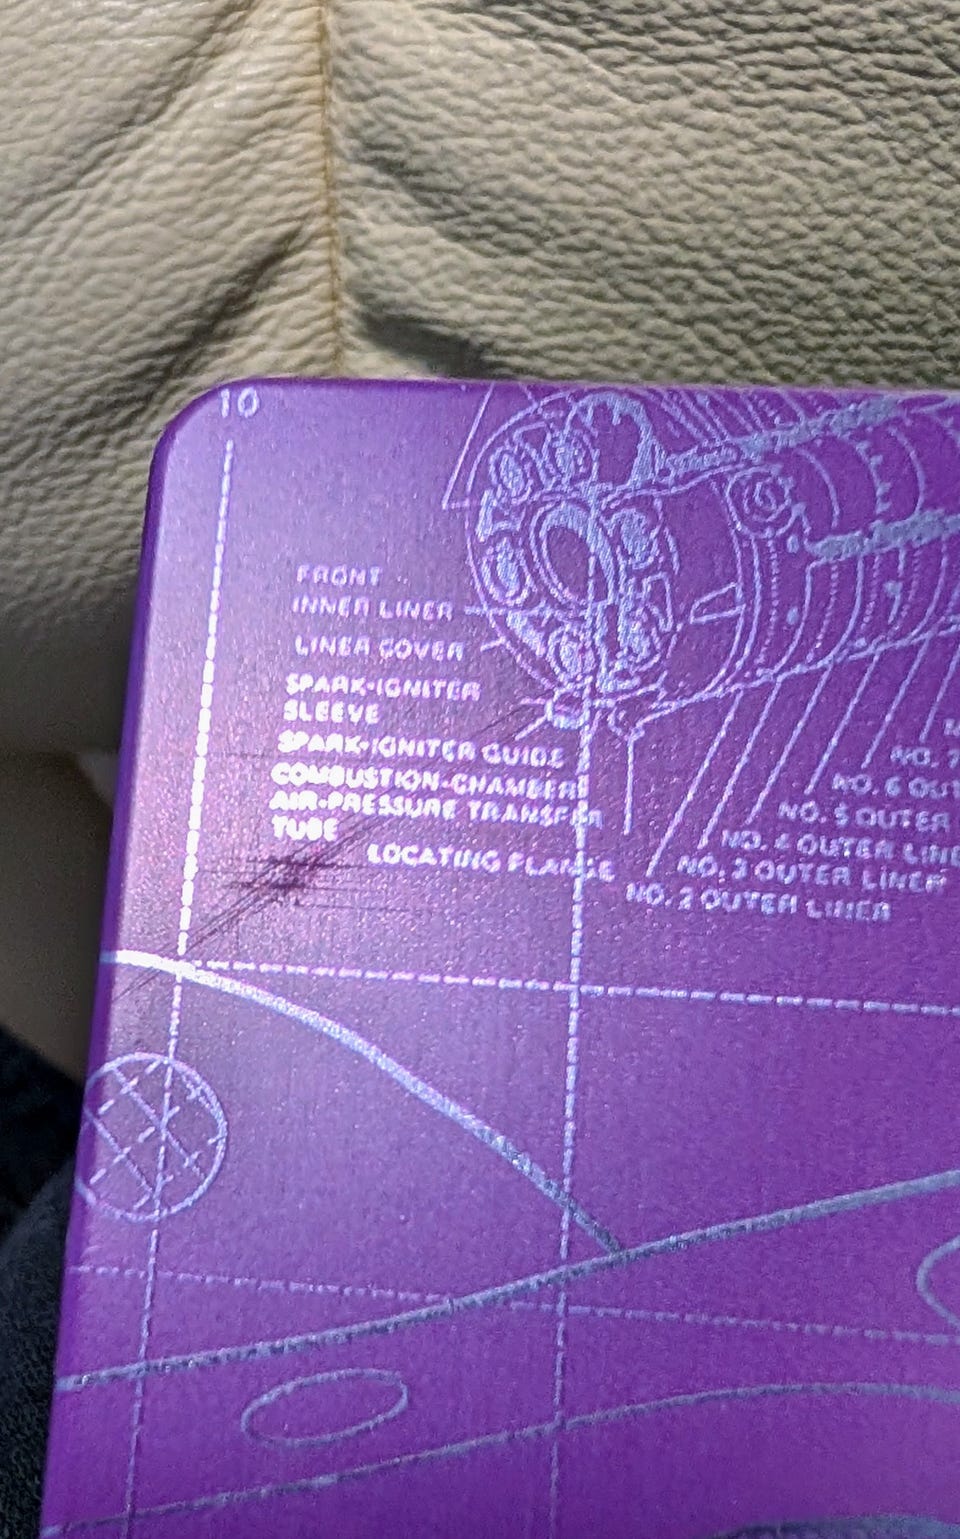 10
FRONT
INNER LINER
LINER COVER
SPARK-IGNITER
SLEEVE
SPARK-IGNITER GUIDE
COMBUSTION-CHAMBER
AIR-PRESSURE TRANSFER
TUBE
LOCATING FLANGE
NO. 2 OUTER LINER
NO. 3 OUTER LINER
NO. 4 OUTER LINE
NO. 5 OUTER
NO. 6 OUT
NO. 7